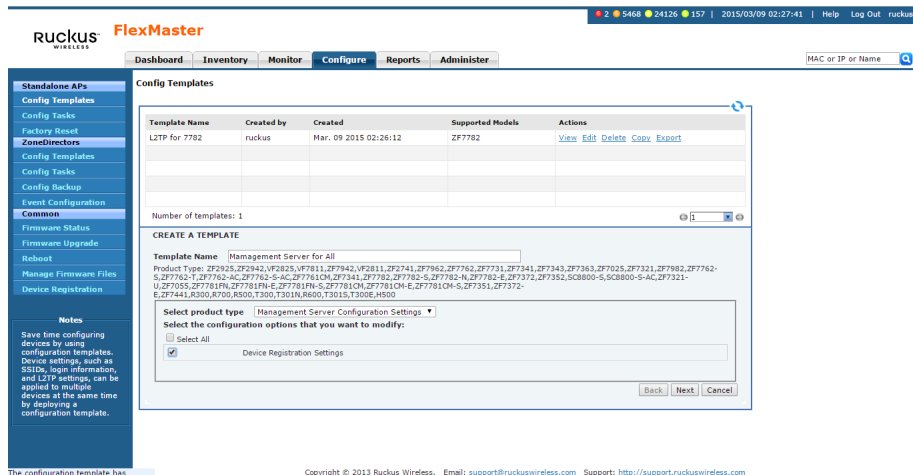 2 5468 24126 157 | 2015/03/09 02:27:41 | Help Log Out ruckus
Ruckus WIRELESS
FlexMaster
Dashboard Inventory Monitor Configure Reports Administer
MAC or IP or Name
Standalone APs
Config Templates
Config Tasks
Factory Reset
ZoneDirectors
Config Templates
Config Tasks
Config Backup
Event Configuration
Common
Firmware Status
Firmware Upgrade
Reboot
Manage Firmware Files
Device Registration
Notes
Save time configuring
devices by using
configuration templates.
Device settings, such as
SSIDs, login information,
and L2TP settings, can be
applied to multiple
devices at the same time
by deploying a
configuration template.
Config Templates
Template Name Created by Created Supported Models Actions
L2TP for 7782 ruckus Mar. 09 2015 02:26:12 ZF7782 View Edit Delete Copy Export
Number of templates: 1
1
CREATE A TEMPLATE
Template Name Management Server for All
Product Type: ZF2925,ZF2942,VF2825,VF7811,ZF7942,VF2811,ZF2741,ZF7962,ZF7762,ZF7731,ZF7341,ZF7343,ZF7363,ZF7025,ZF7321,ZF7982,ZF7762-
S,ZF7762-T,ZF7762-AC,ZF7762-S-AC,ZF7761CM,ZF7341,ZF7782,ZF7782-S,ZF7782-N,ZF7782-E,ZF7372,ZF7352,SC8800-S,SC8800-S-AC,ZF7321-
U,ZF7055,ZF7781FN,ZF7781FN-E,ZF7781FN-S,ZF7781CM,ZF7781CM-E,ZF7781CM-S,ZF7351,ZF7372-
E,ZF7441,R300,R700,R500,T300,T301N,R600,T301S,T300E,H500
Select product type Management Server Configuration Settings
Select the configuration options that you want to modify:
Select All
Device Registration Settings
Back Next Cancel
The configuration template has
Copyright © 2013 Ruckus Wireless. Email: support@ruckuswireless.com Support: http://support.ruckuswireless.com